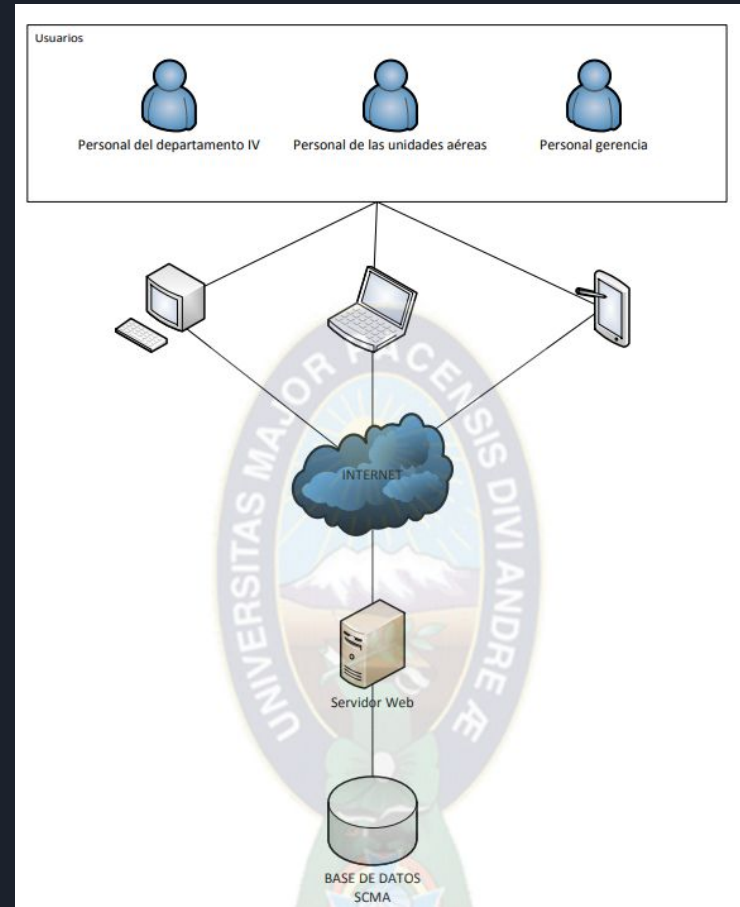 Usuarios
Personal del departamento IV
Personal de las unidades aéreas
Personal gerencia
INTERNET
UNIVERSITAS MAJOR PACENSIS DIVI ANDRE Æ
Servidor Web
BASE DE DATOS
SCMA